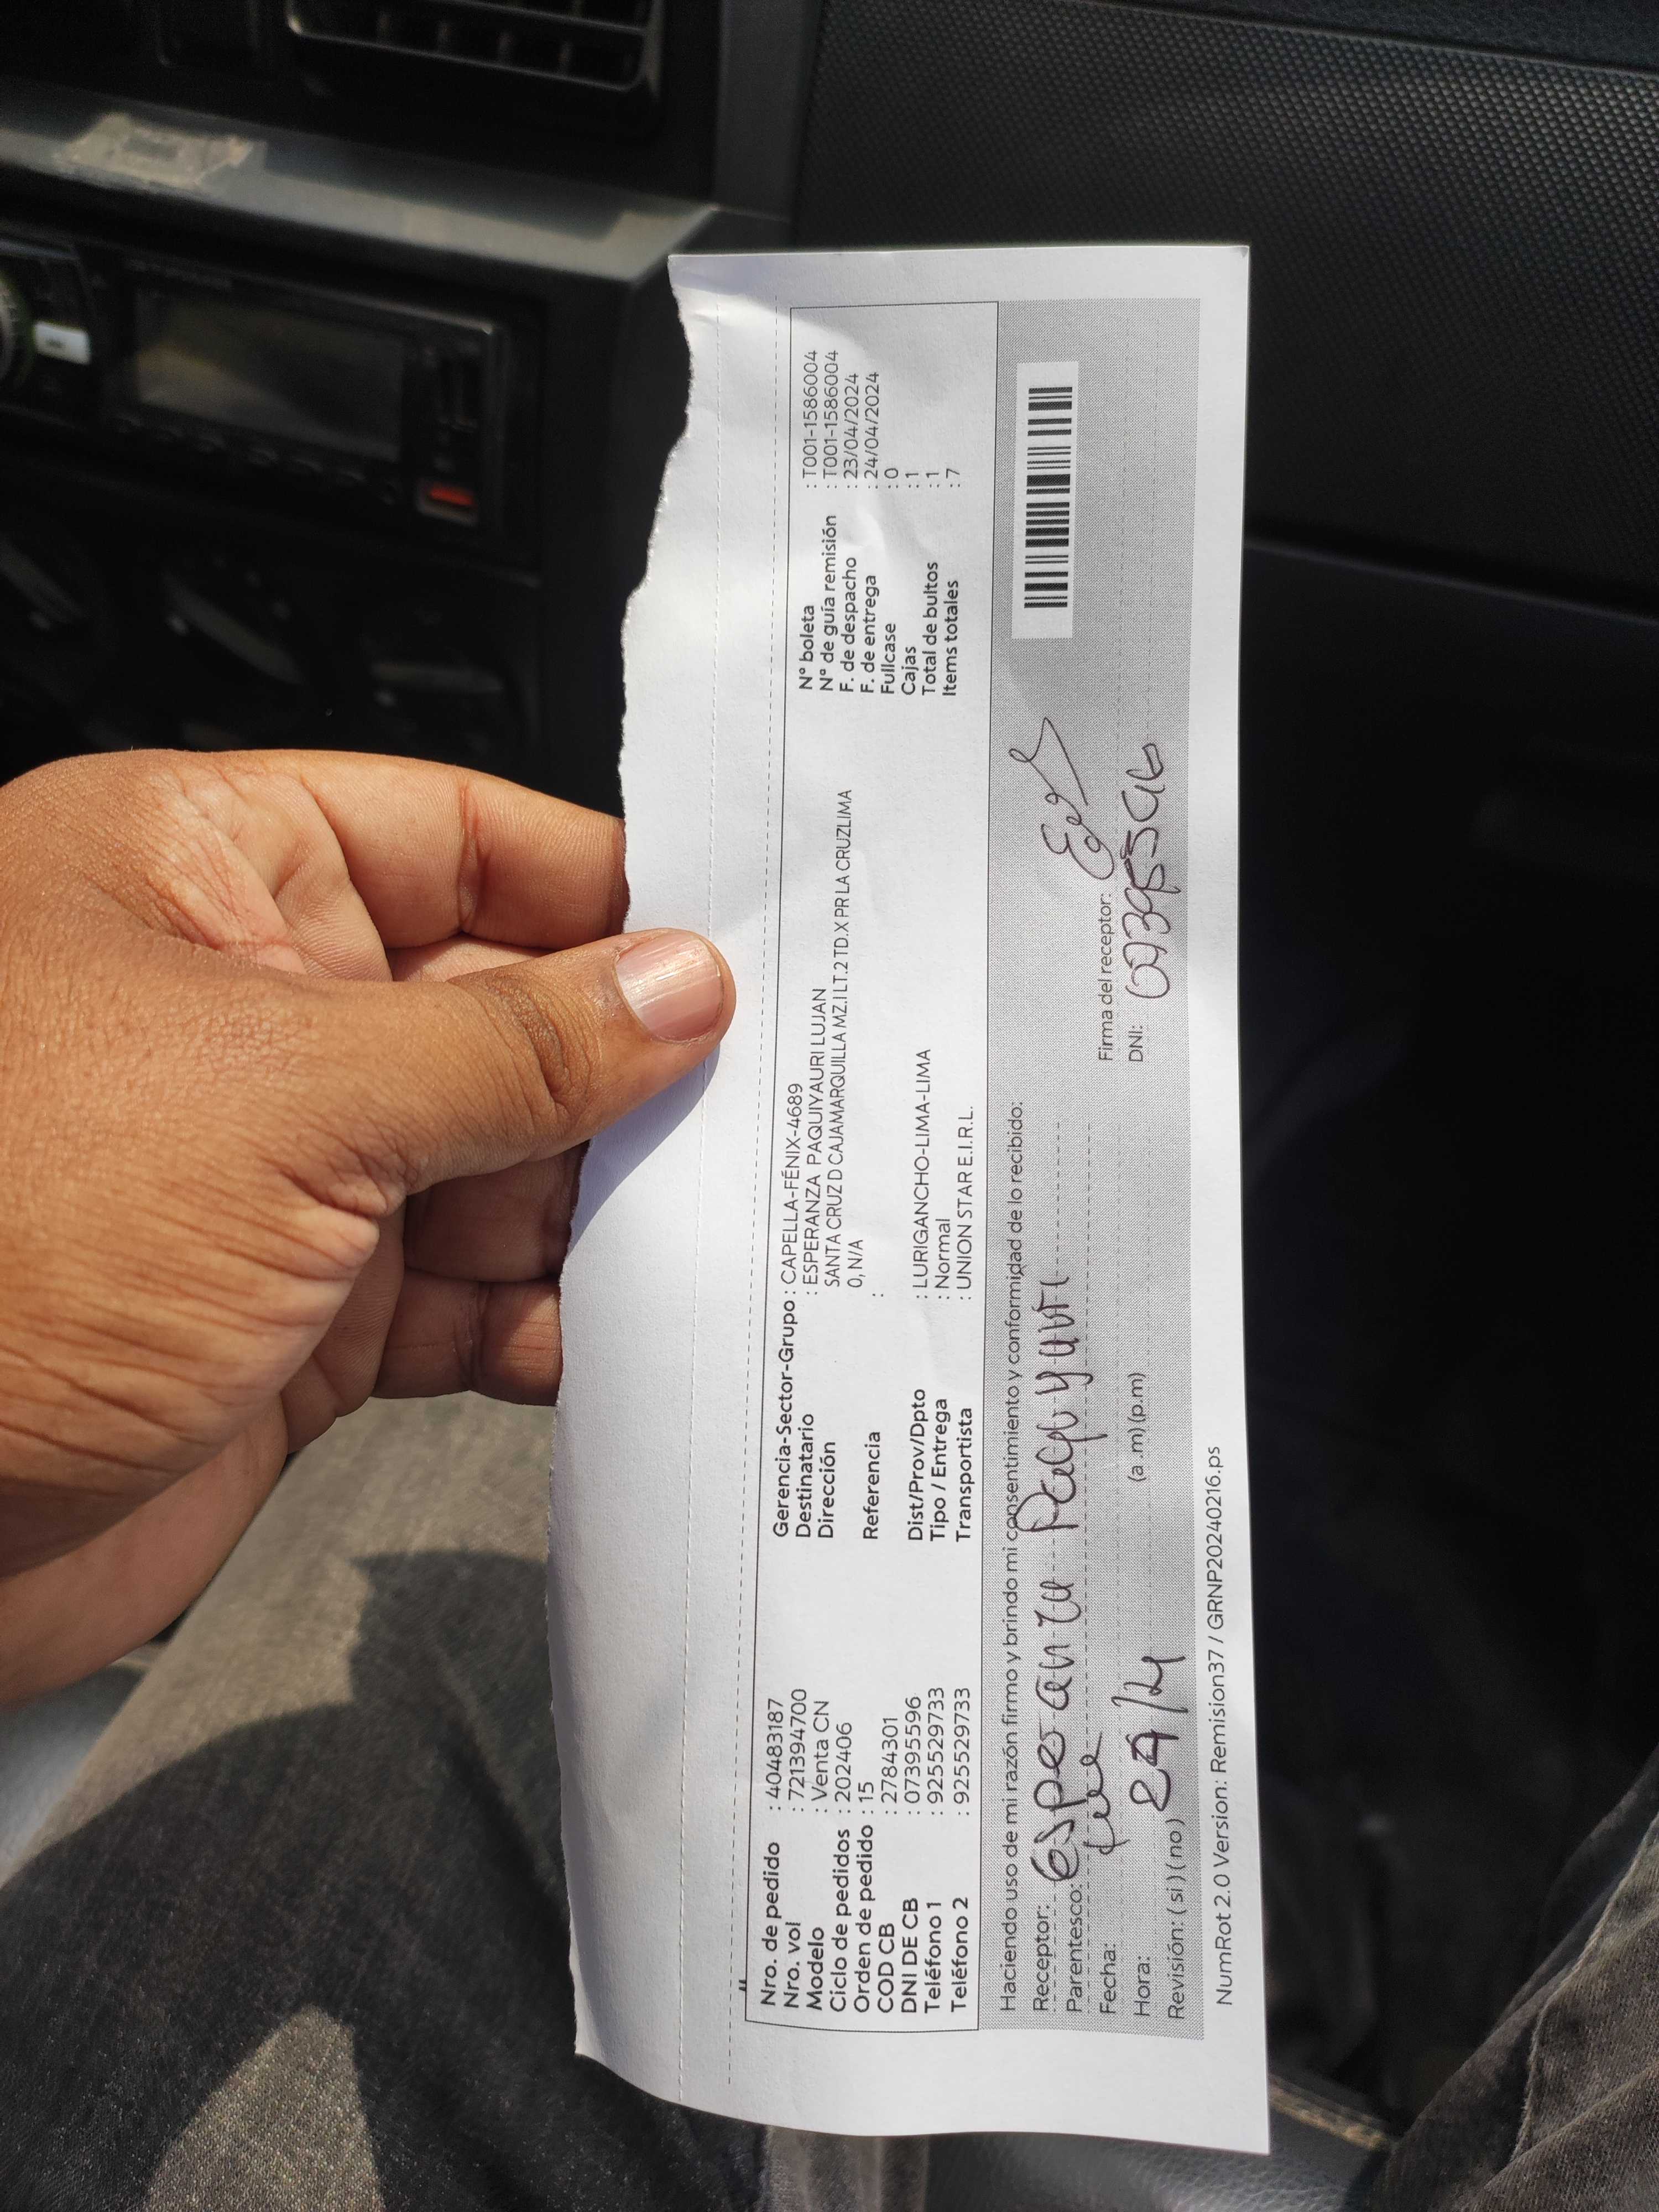 Nro. de pedido : 40483187
Nro. vol : 721394700
Modelo : Venta CN
Ciclo de pedidos : 202406
Orden de pedido : 15
COD CB : 2784301
DNI DE CB : 07395596
Teléfono 1 : 925529733
Teléfono 2 : 925529733
Gerencia-Sector-Grupo : CAPELLA-FÉNIX-4689
Destinatario : ESPERANZA PAQUIYAURI LUJAN
Dirección SANTA CRUZ D CAJAMARQUILLA MZ.I LT.2 TD.X PR LA CRUZLIMA
0, N/A
Referencia :
Dist/Prov/Dpto : LURIGANCHO-LIMA-LIMA
Tipo / Entrega : Normal
Transportista : UNION STAR E.I.R.L.
N° boleta : T001-1586004
N° de guía remisión : T001-1586004
F. de despacho : 23/04/2024
F. de entrega : 24/04/2024
Fullcase : 0
Cajas : 1
Total de bultos : 1
Items totales : 7
Haciendo uso de mi razón firmo y brindo mi consentimiento y conformidad de lo recibido:
Receptor: esperanza
Parentesco:
Fecha:
Hora: 24/4 (a.m) (p.m)
Revisión: ( si ) ( no )
Firma del receptor:
DNI: 07395596
NumRot 2.0 Version: Remision37 / GRNP20240216.ps